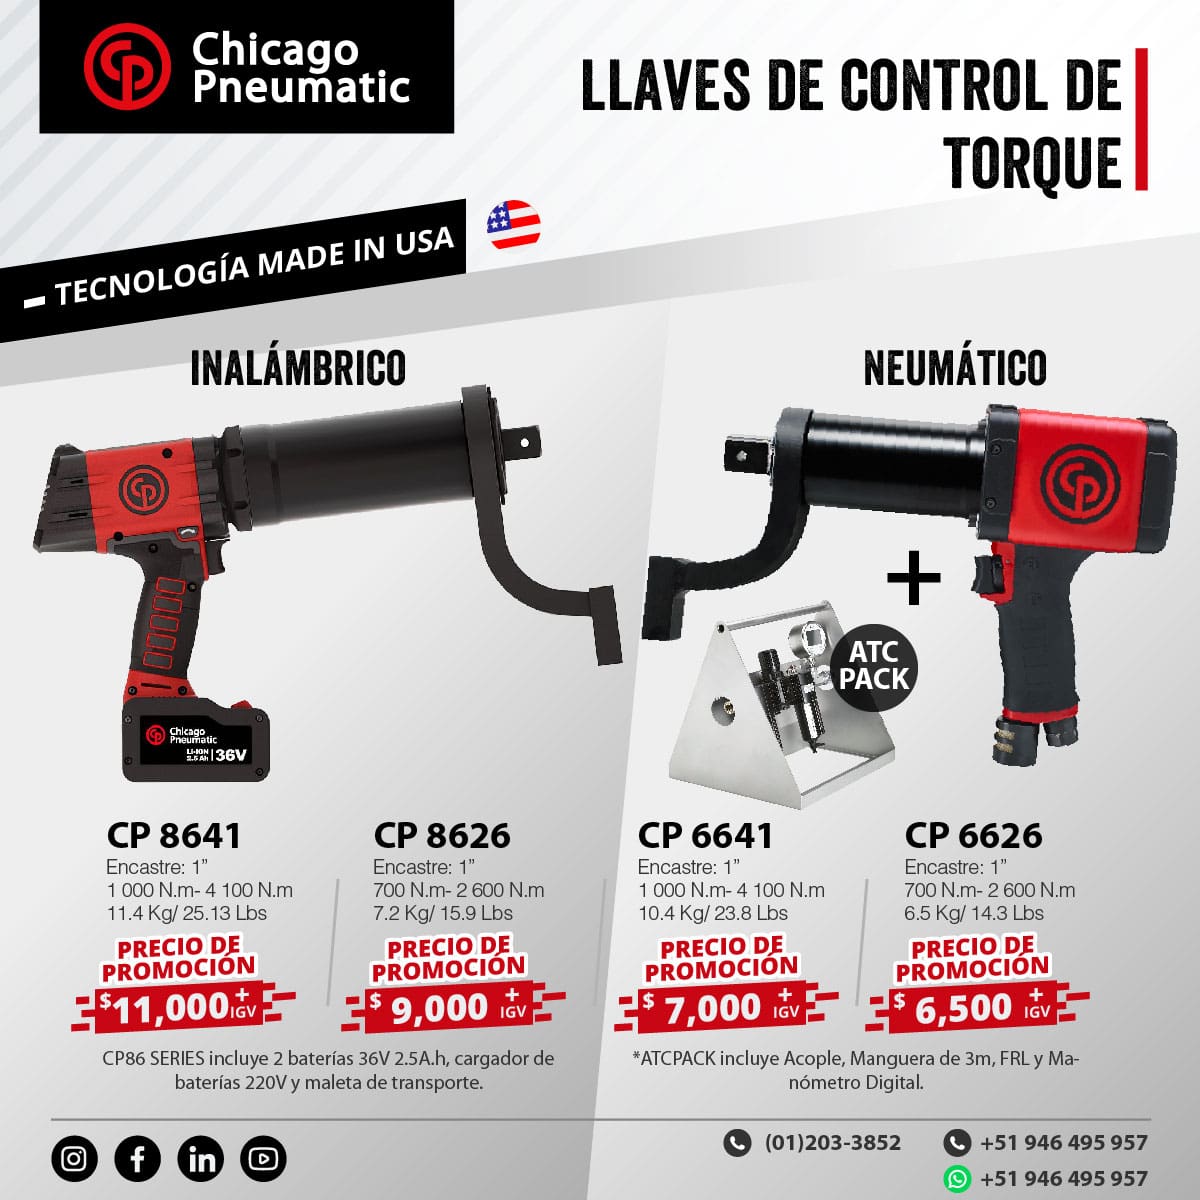 Chicago
Pneumatic
LLAVES DE CONTROL DE
TORQUE
TECNOLOGÍA MADE IN USA
INALÁMBRICO
NEUMÁTICO
+
ATC
PACK
Chicago
Pneumatic
LI-ION
2.5 Ah | 36V
CP 8641
Encastre: 1”
1 000 N.m- 4 100 N.m
11.4 Kg/ 25.13 Lbs
PRECIO DE
PROMOCIÓN
$11,000 + IGV
CP 8626
Encastre: 1”
700 N.m- 2 600 N.m
7.2 Kg/ 15.9 Lbs
PRECIO DE
PROMOCIÓN
$ 9,000 + IGV
CP86 SERIES incluye 2 baterías 36V 2.5A.h, cargador de
baterías 220V y maleta de transporte.
CP 6641
Encastre: 1”
1 000 N.m- 4 100 N.m
10.4 Kg/ 23.8 Lbs
PRECIO DE
PROMOCIÓN
$ 7,000 + IGV
CP 6626
Encastre: 1”
700 N.m- 2 600 N.m
6.5 Kg/ 14.3 Lbs
PRECIO DE
PROMOCIÓN
$ 6,500 + IGV
*ATCPACK incluye Acople, Manguera de 3m, FRL y Ma-
nómetro Digital.
(01)203-3852
+51 946 495 957
+51 946 495 957